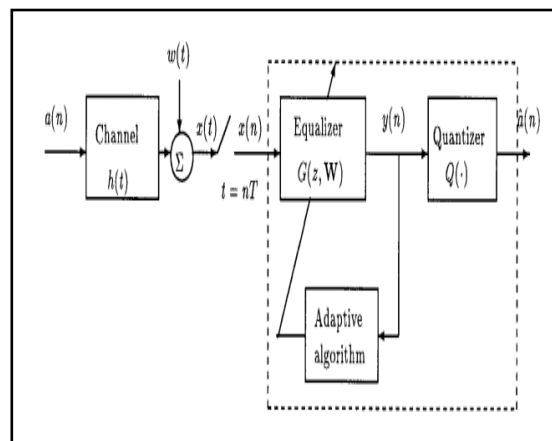 w(t)
a(n)
Channel
h(t)
Σ
x(t)
x(n)
t = nT
Equalizer
G(z, W)
y(n)
Quantizer
Q(·)
â(n)
Adaptive
algorithm